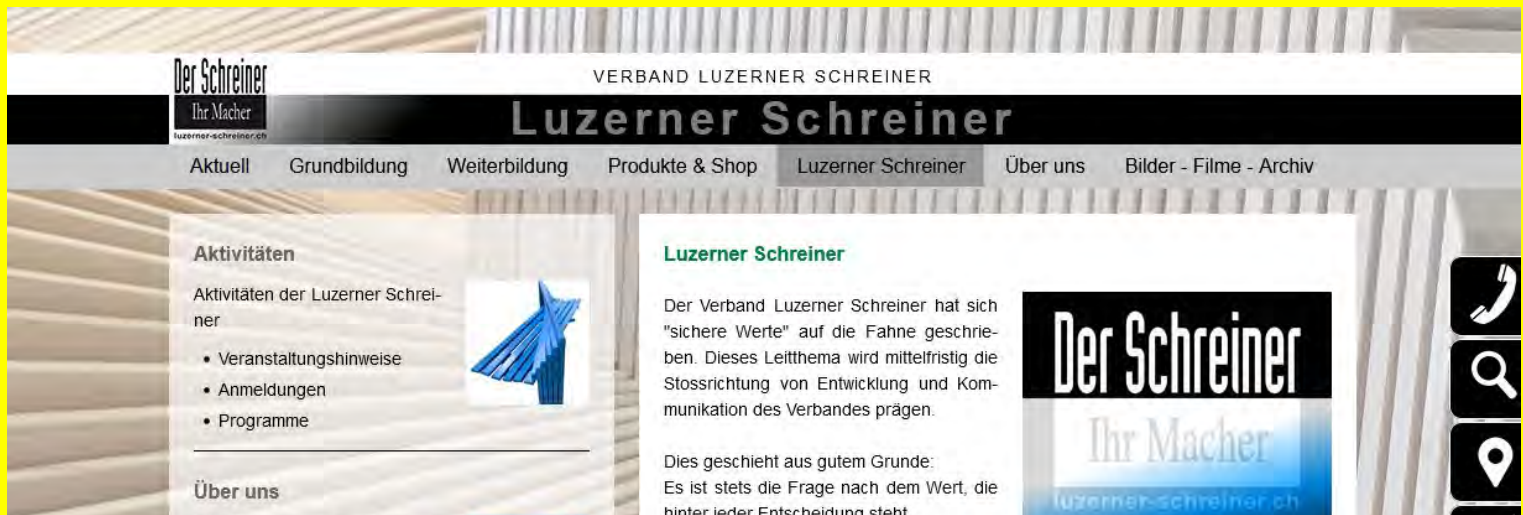 Der Schreiner
Ihr Macher
luzerner-schreiner.ch
VERBAND LUZERNER SCHREINER
Luzerner Schreiner
Aktuell Grundbildung Weiterbildung Produkte & Shop Luzerner Schreiner Über uns Bilder - Filme - Archiv
Aktivitäten
Aktivitäten der Luzerner Schrei-
ner
• Veranstaltungshinweise
• Anmeldungen
• Programme
Über uns
Luzerner Schreiner
Der Verband Luzerner Schreiner hat sich
"sichere Werte" auf die Fahne geschrie-
ben. Dieses Leitthema wird mittelfristig die
Stossrichtung von Entwicklung und Kom-
munikation des Verbandes prägen.
Dies geschieht aus gutem Grunde:
Es ist stets die Frage nach dem Wert, die
hinter jeder Entscheidung steht.
Der Schreiner
Ihr Macher
luzerner-schreiner.ch